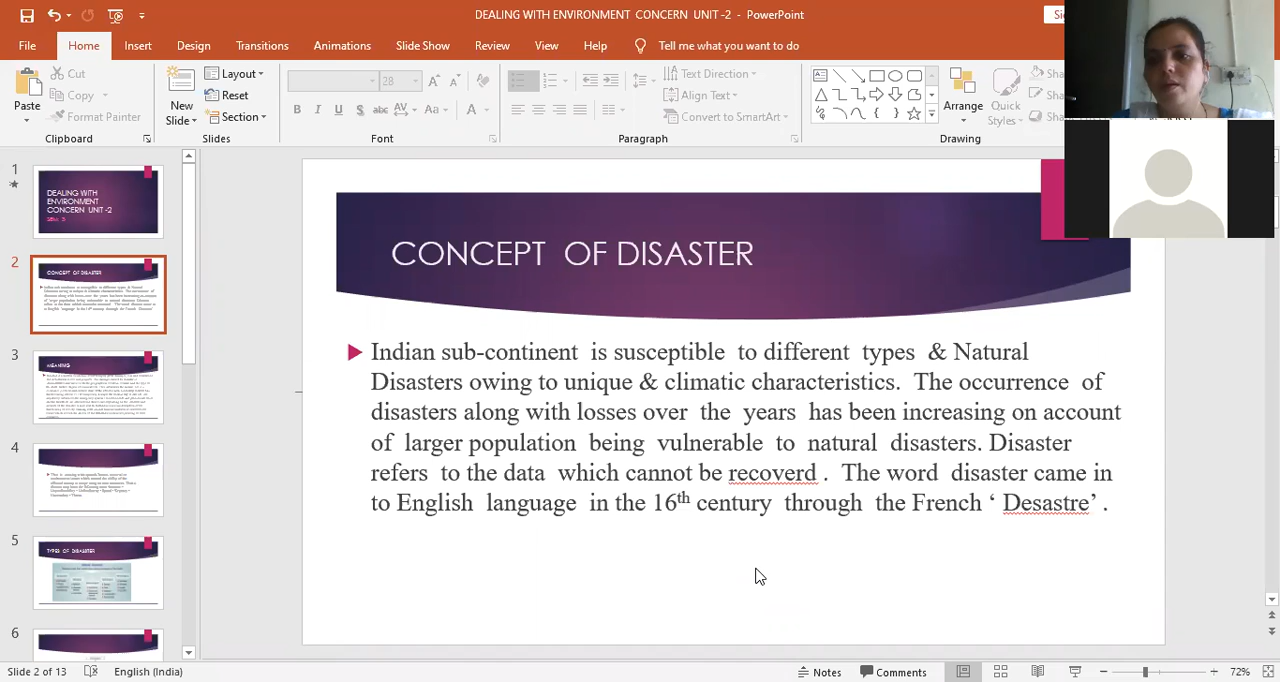 DEALING WITH ENVIRONMENT CONCERN UNIT -2 - PowerPoint
File Home Insert Design Transitions Animations Slide Show Review View Help Tell me what you want to do
Cut
Copy
Format Painter
Paste
Clipboard
New
Slide
Layout
Reset
Section
Slides
28
Font
Text Direction
Align Text
Convert to SmartArt
Paragraph
Arrange
Quick
Styles
Drawing
1
DEALING WITH
ENVIRONMENT
CONCERN UNIT -2
2
CONCEPT OF DISASTER
3
MEANING
4
5
TYPES OF DISASTER
6
CONCEPT OF DISASTER
Indian sub-continent is susceptible to different types & Natural
Disasters owing to unique & climatic characteristics. The occurrence of
disasters along with losses over the years has been increasing on account
of larger population being vulnerable to natural disasters. Disaster
refers to the data which cannot be recoverd . The word disaster came in
to English language in the 16th century through the French ‘ Desastre’ .
Slide 2 of 13 English (India) Notes Comments 72%